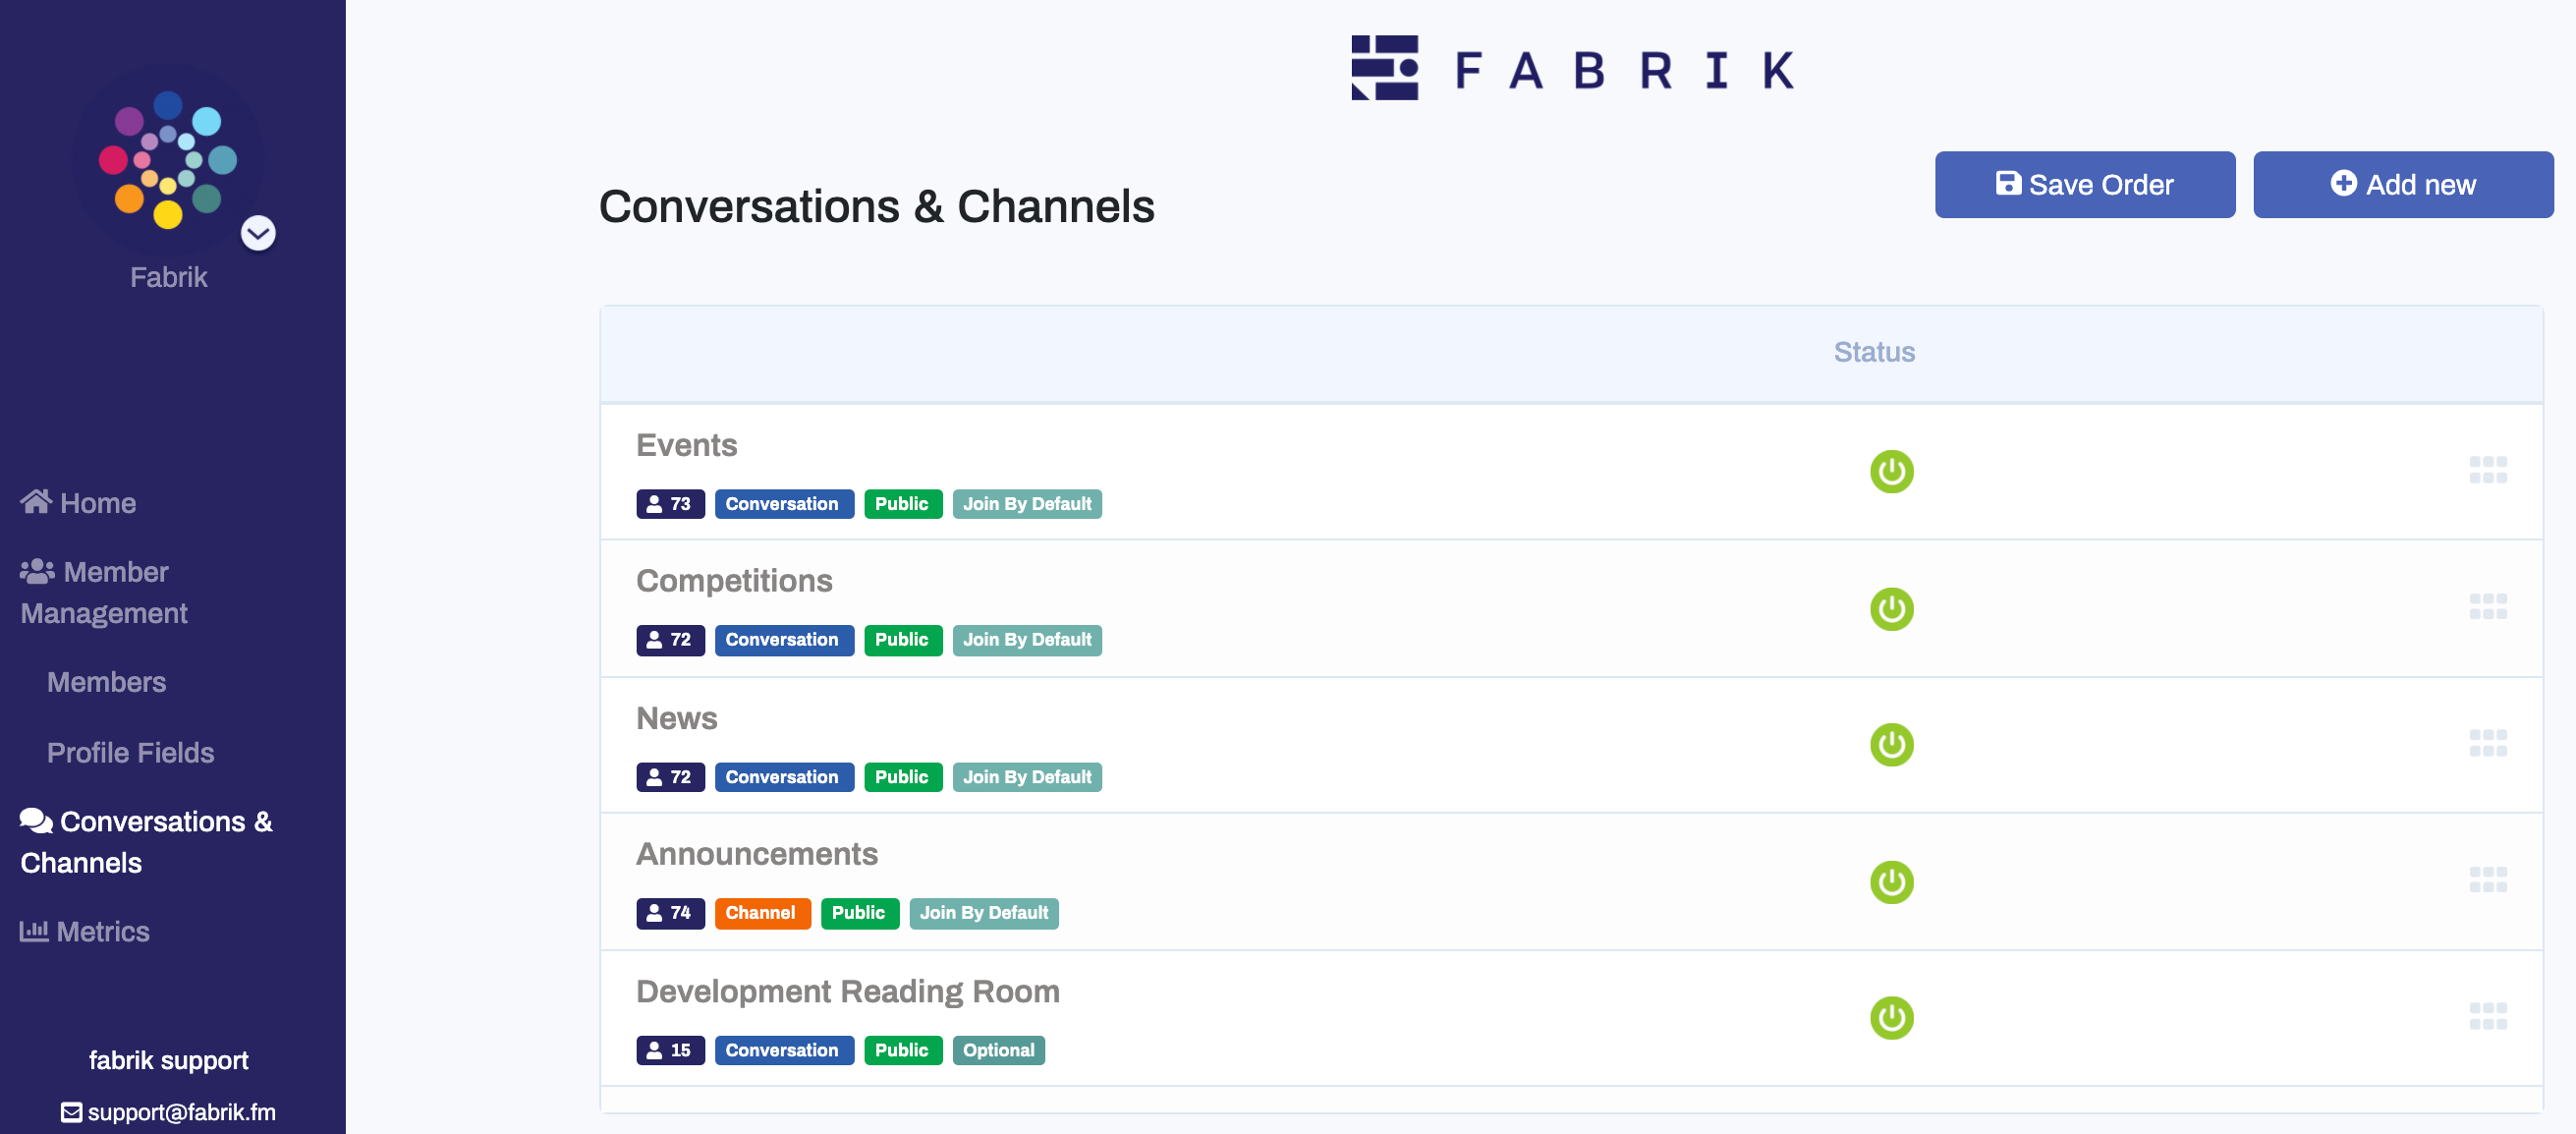 FABRIK
Fabrik
Home
Member
Management
Members
Profile Fields
Conversations &
Channels
Metrics
fabrik support
support@fabrik.fm
Conversations & Channels
Save Order
Add new
Status
Events
73 Conversation Public Join By Default
Competitions
72 Conversation Public Join By Default
News
72 Conversation Public Join By Default
Announcements
74 Channel Public Join By Default
Development Reading Room
15 Conversation Public Optional